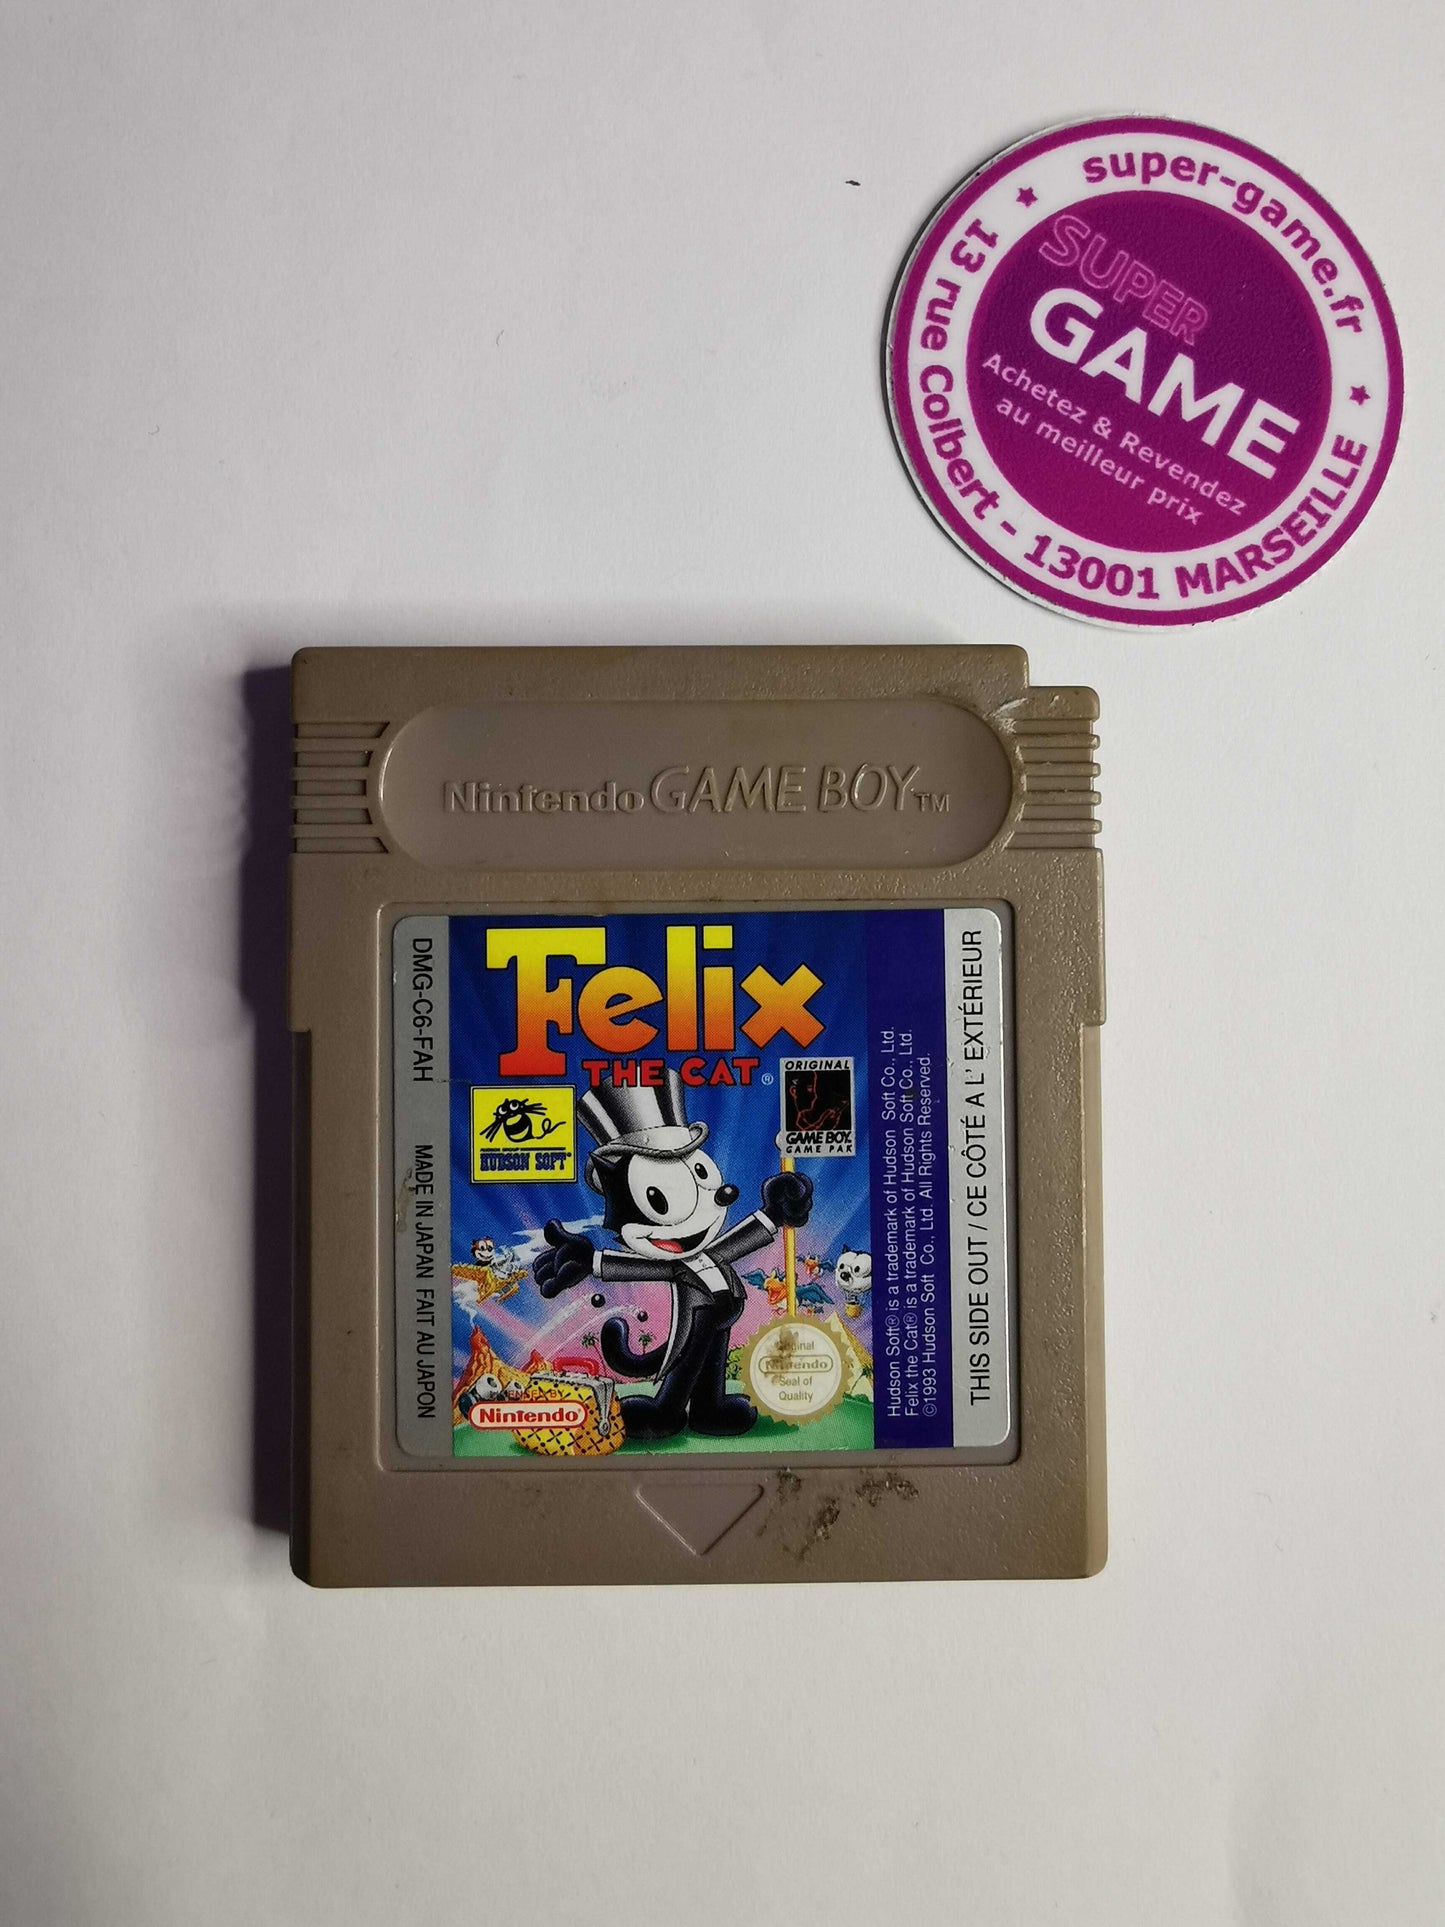 super-game.fr
13 rue Colbert - 13001 MARSEILLE
SUPER
GAME
Achetez & Revendez
au meilleur prix
Nintendo GAME BOY™
DMG-C6-FAH
MADE IN JAPAN FAIT AU JAPON
Felix
THE CAT®
HUDSON SOFT®
ORIGINAL
GAME BOY
GAME PAK
Original
Nintendo
Seal of
Quality
LICENSED BY
Nintendo
Hudson Soft® is a trademark of Hudson Soft Co., Ltd.
Felix the Cat® is a trademark of Hudson Soft Co., Ltd.
©1993 Hudson Soft Co., Ltd. All Rights Reserved.
THIS SIDE OUT / CE CÔTÉ A L' EXTÉRIEUR